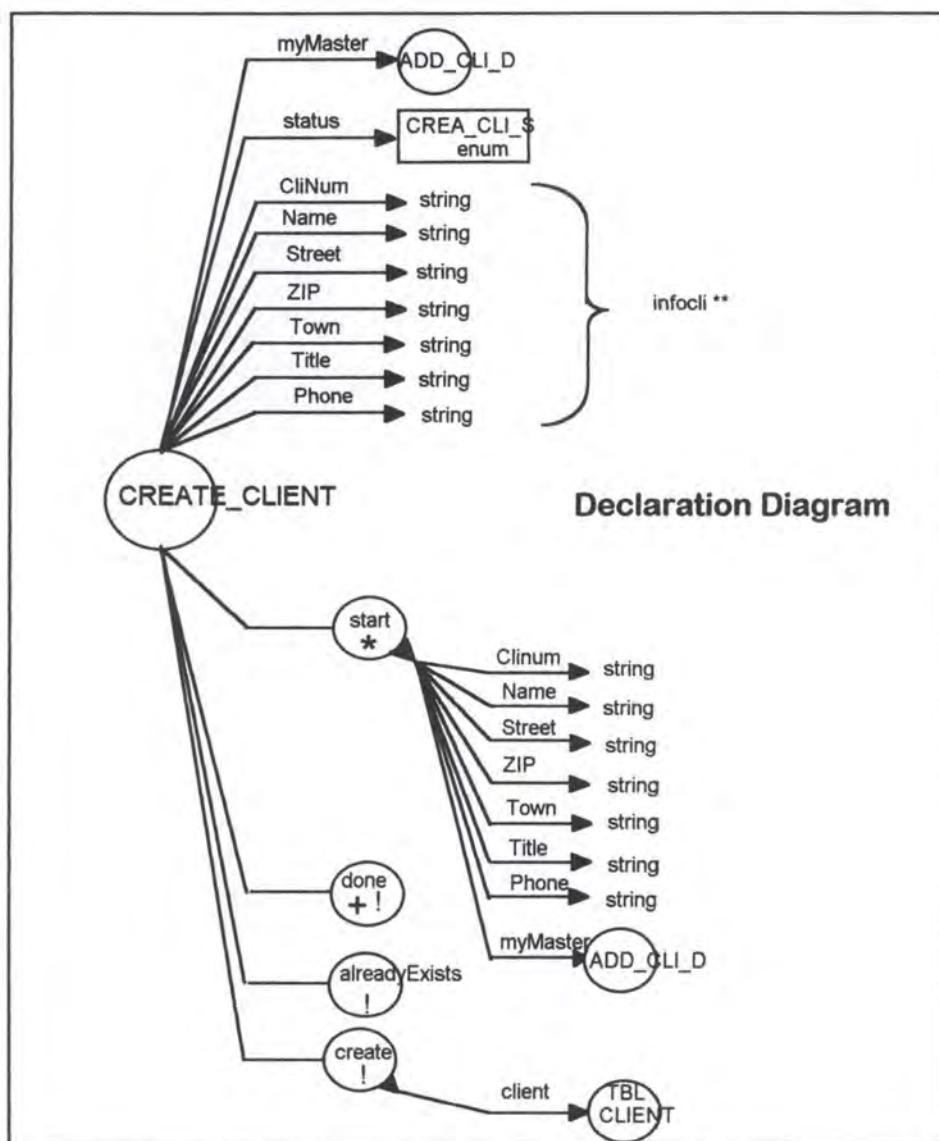 myMaster
ADD_CLI_D
status
CREA_CLI_S
enum
CliNum
string
Name
string
Street
string
ZIP
string
Town
string
Title
string
Phone
string
infocli **
CREATE_CLIENT
Declaration Diagram
start
*
Clinum
string
Name
string
Street
string
ZIP
string
Town
string
Title
string
Phone
string
myMaster
ADD_CLI_D
done
+ !
alreadyExists
!
create
!
client
TBL
CLIENT